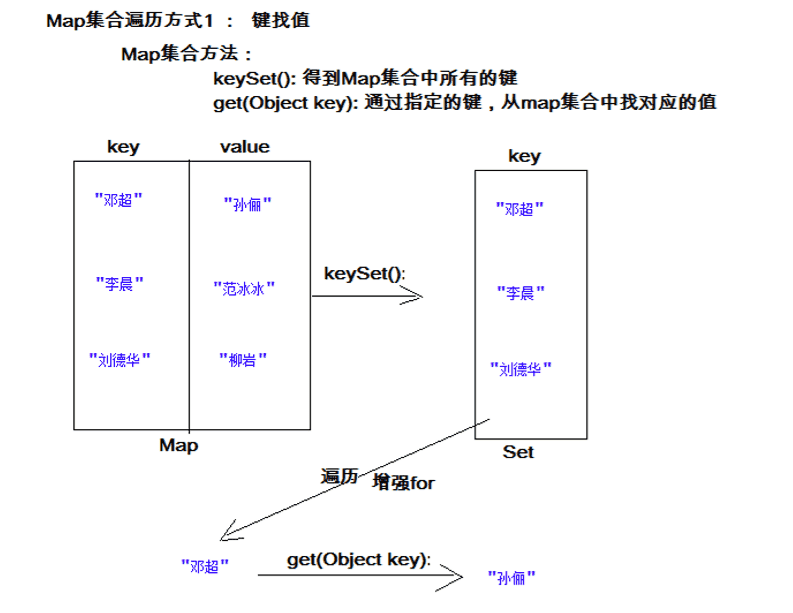 Map集合遍历方式1 ： 键找值
Map集合方法：
keySet(): 得到Map集合中所有的键
get(Object key): 通过指定的键，从map集合中找对应的值
key value
"邓超" "孙俪"
"李晨" "范冰冰"
"刘德华" "柳岩"
Map
keySet():
key
"邓超"
"李晨"
"刘德华"
Set
遍历 增强for
"邓超"
get(Object key):
"孙俪"